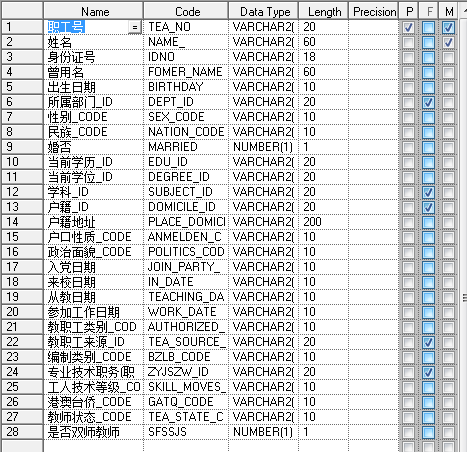 Name Code Data Type Length Precision P F M
1 职工号 = TEA_NO VARCHAR2( 20
2 姓名 NAME_ VARCHAR2( 60
3 身份证号 IDNO VARCHAR2( 18
4 曾用名 FOMER_NAME VARCHAR2( 60
5 出生日期 BIRTHDAY VARCHAR2( 10
6 所属部门_ID DEPT_ID VARCHAR2( 20
7 性别_CODE SEX_CODE VARCHAR2( 10
8 民族_CODE NATION_CODE VARCHAR2( 10
9 婚否 MARRIED NUMBER(1) 1
10 当前学历_ID EDU_ID VARCHAR2( 20
11 当前学位_ID DEGREE_ID VARCHAR2( 20
12 学科_ID SUBJECT_ID VARCHAR2( 20
13 户籍_ID DOMICILE_ID VARCHAR2( 20
14 户籍地址 PLACE_DOMICI VARCHAR2( 200
15 户口性质_CODE ANMELDEN_C VARCHAR2( 10
16 政治面貌_CODE POLITICS_COD VARCHAR2( 10
17 入党日期 JOIN_PARTY_ VARCHAR2( 10
18 来校日期 IN_DATE VARCHAR2( 10
19 从教日期 TEACHING_DA VARCHAR2( 10
20 参加工作日期 WORK_DATE VARCHAR2( 10
21 教职工类别_COD AUTHORIZED_ VARCHAR2( 10
22 教职工来源_ID TEA_SOURCE_ VARCHAR2( 20
23 编制类别_CODE BZLB_CODE VARCHAR2( 10
24 专业技术职务(职 ZYJSZW_ID VARCHAR2( 20
25 工人技术等级_CO SKILL_MOVES_ VARCHAR2( 10
26 港澳台侨_CODE GATQ_CODE VARCHAR2( 10
27 教师状态_CODE TEA_STATE_C VARCHAR2( 10
28 是否双师教师 SFSSJS NUMBER(1) 1